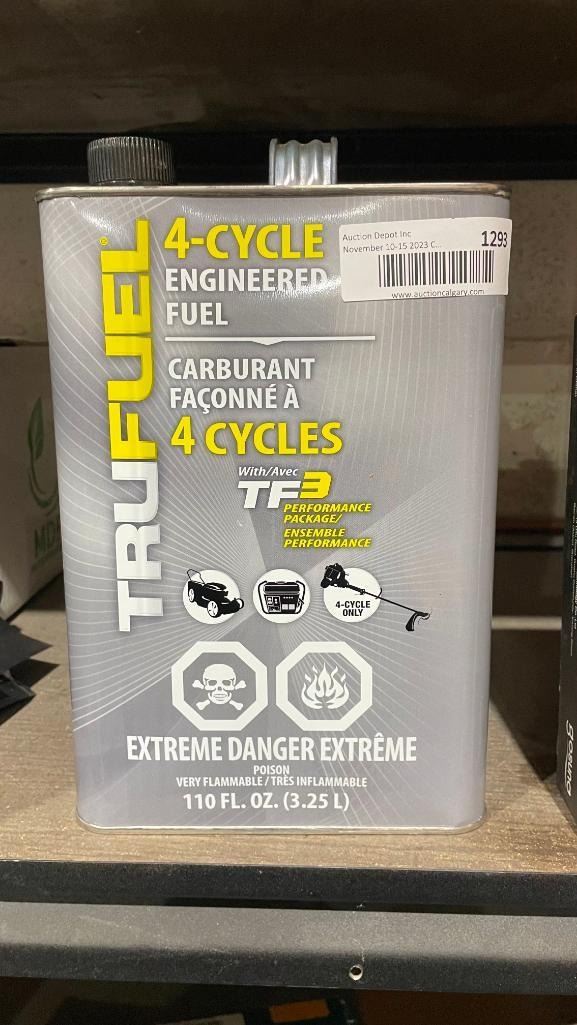 TRUFUEL®
4-CYCLE
ENGINEERED
FUEL
CARBURANT
FAÇONNÉ À
4 CYCLES
With/Avec
TF3
PERFORMANCE
PACKAGE/
ENSEMBLE
PERFORMANCE
4-CYCLE
ONLY
EXTREME DANGER EXTRÊME
POISON
VERY FLAMMABLE / TRÈS INFLAMMABLE
110 FL. OZ. (3.25 L)
Auction Depot Inc
November 10-15 2023 C...
1293
www.auctioncalgary.com
gosund